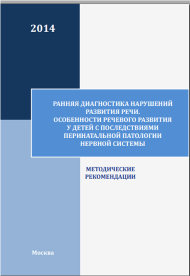 2014
РАННЯЯ ДИАГНОСТИКА НАРУШЕНИЙ
РАЗВИТИЯ РЕЧИ.
ОСОБЕННОСТИ РЕЧЕВОГО РАЗВИТИЯ
У ДЕТЕЙ С ПОСЛЕДСТВИЯМИ
ПЕРИНАТАЛЬНОЙ ПАТОЛОГИИ
НЕРВНОЙ СИСТЕМЫ
МЕТОДИЧЕСКИЕ
РЕКОМЕНДАЦИИ
Москва